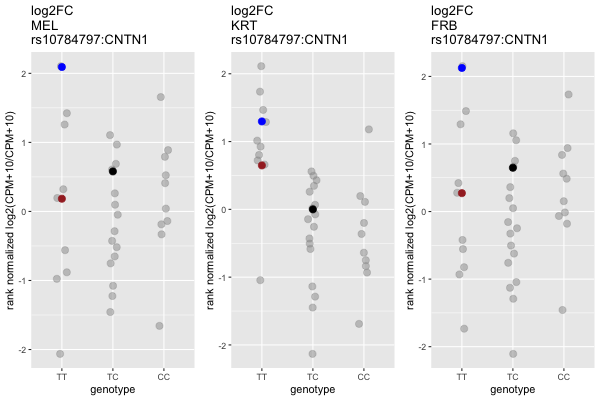 log2FC
MEL
rs10784797:CNTN1
rank normalized log2(CPM+10/CPM+10)
2
1
0
-1
-2
TT
TC
CC
genotype
log2FC
KRT
rs10784797:CNTN1
rank normalized log2(CPM+10/CPM+10)
2
1
0
-1
-2
TT
TC
CC
genotype
log2FC
FRB
rs10784797:CNTN1
rank normalized log2(CPM+10/CPM+10)
2
1
0
-1
-2
TT
TC
CC
genotype